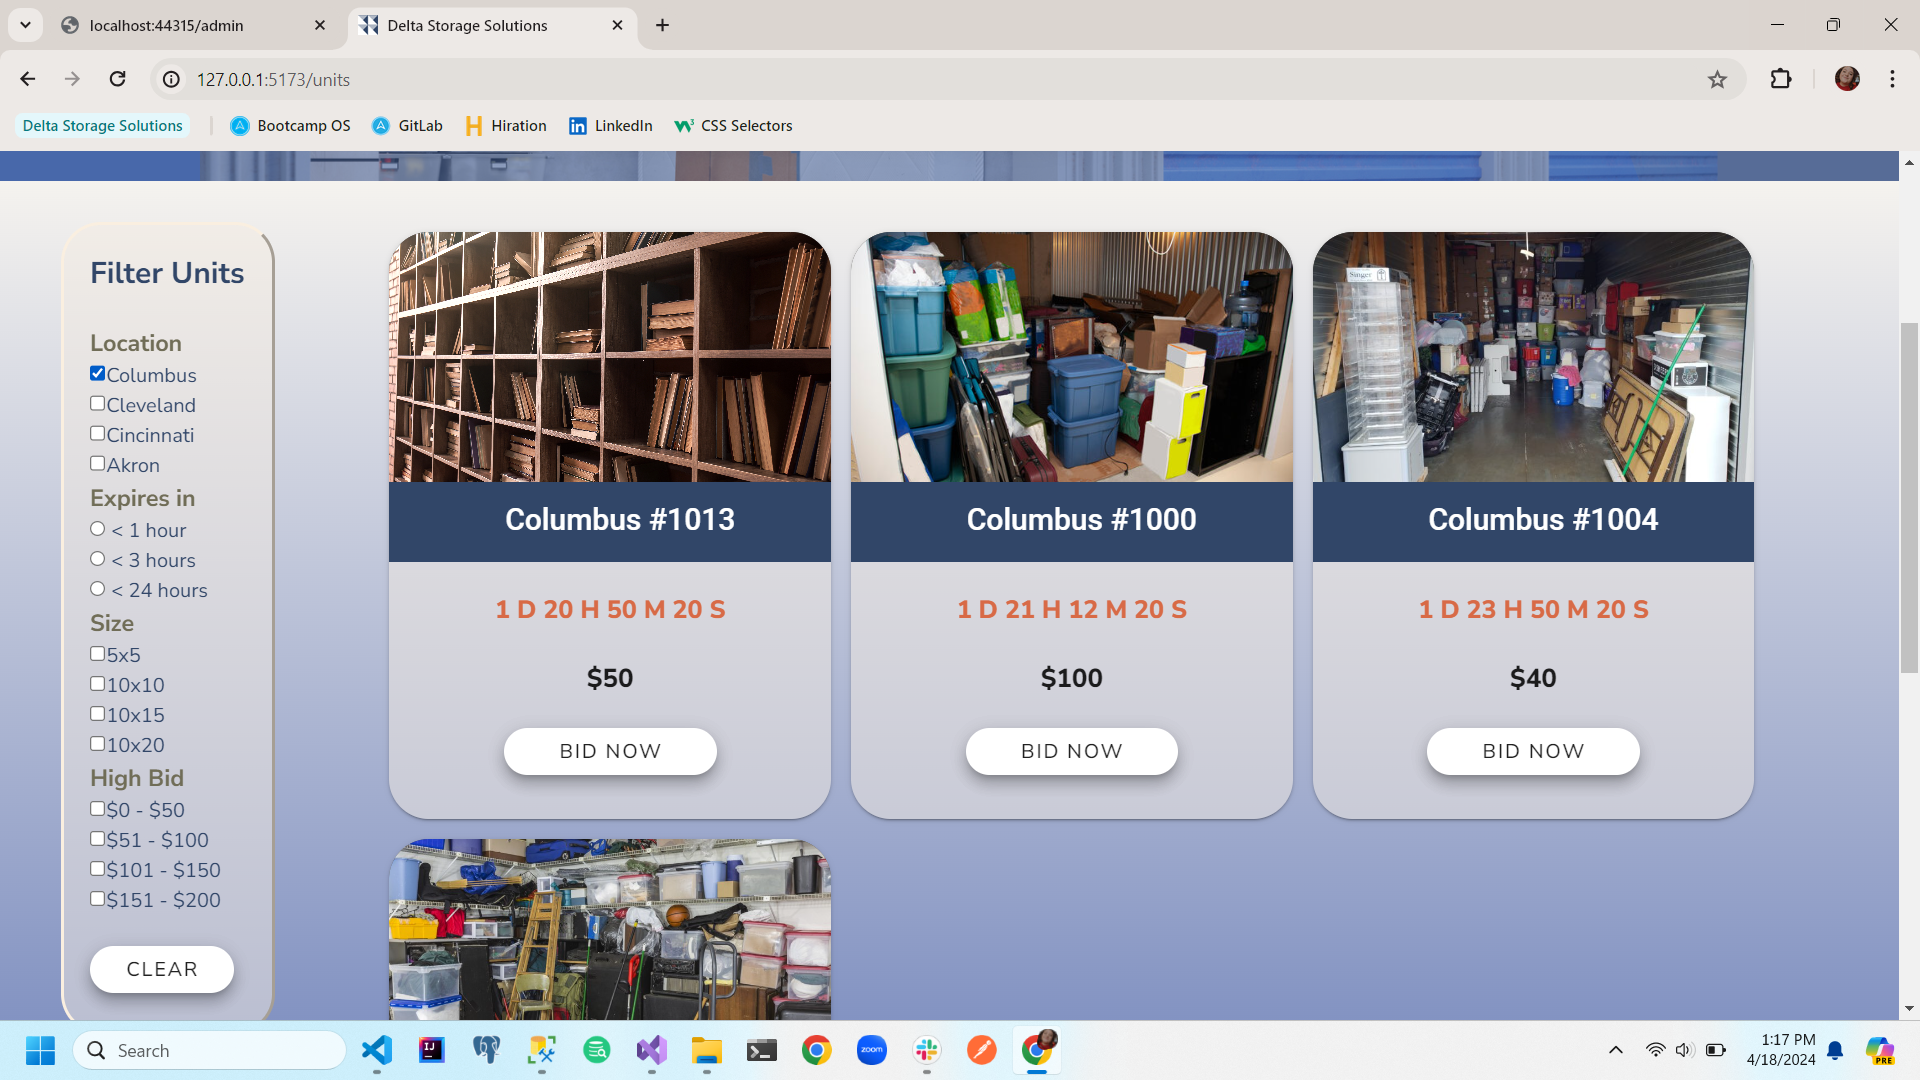 localhost:44315/admin
Delta Storage Solutions
127.0.0.1:5173/units
Delta Storage Solutions
Bootcamp OS
GitLab
Hiration
LinkedIn
CSS Selectors
Filter Units
Location
Columbus
Cleveland
Cincinnati
Akron
Expires in
< 1 hour
< 3 hours
< 24 hours
Size
5x5
10x10
10x15
10x20
High Bid
$0 - $50
$51 - $100
$101 - $150
$151 - $200
CLEAR
Columbus #1013
1 D 20 H 50 M 20 S
$50
BID NOW
Columbus #1000
1 D 21 H 12 M 20 S
$100
BID NOW
Singer
Columbus #1004
1 D 23 H 50 M 20 S
$40
BID NOW
Search
IJ
zoom
1:17 PM
4/18/2024
PRE